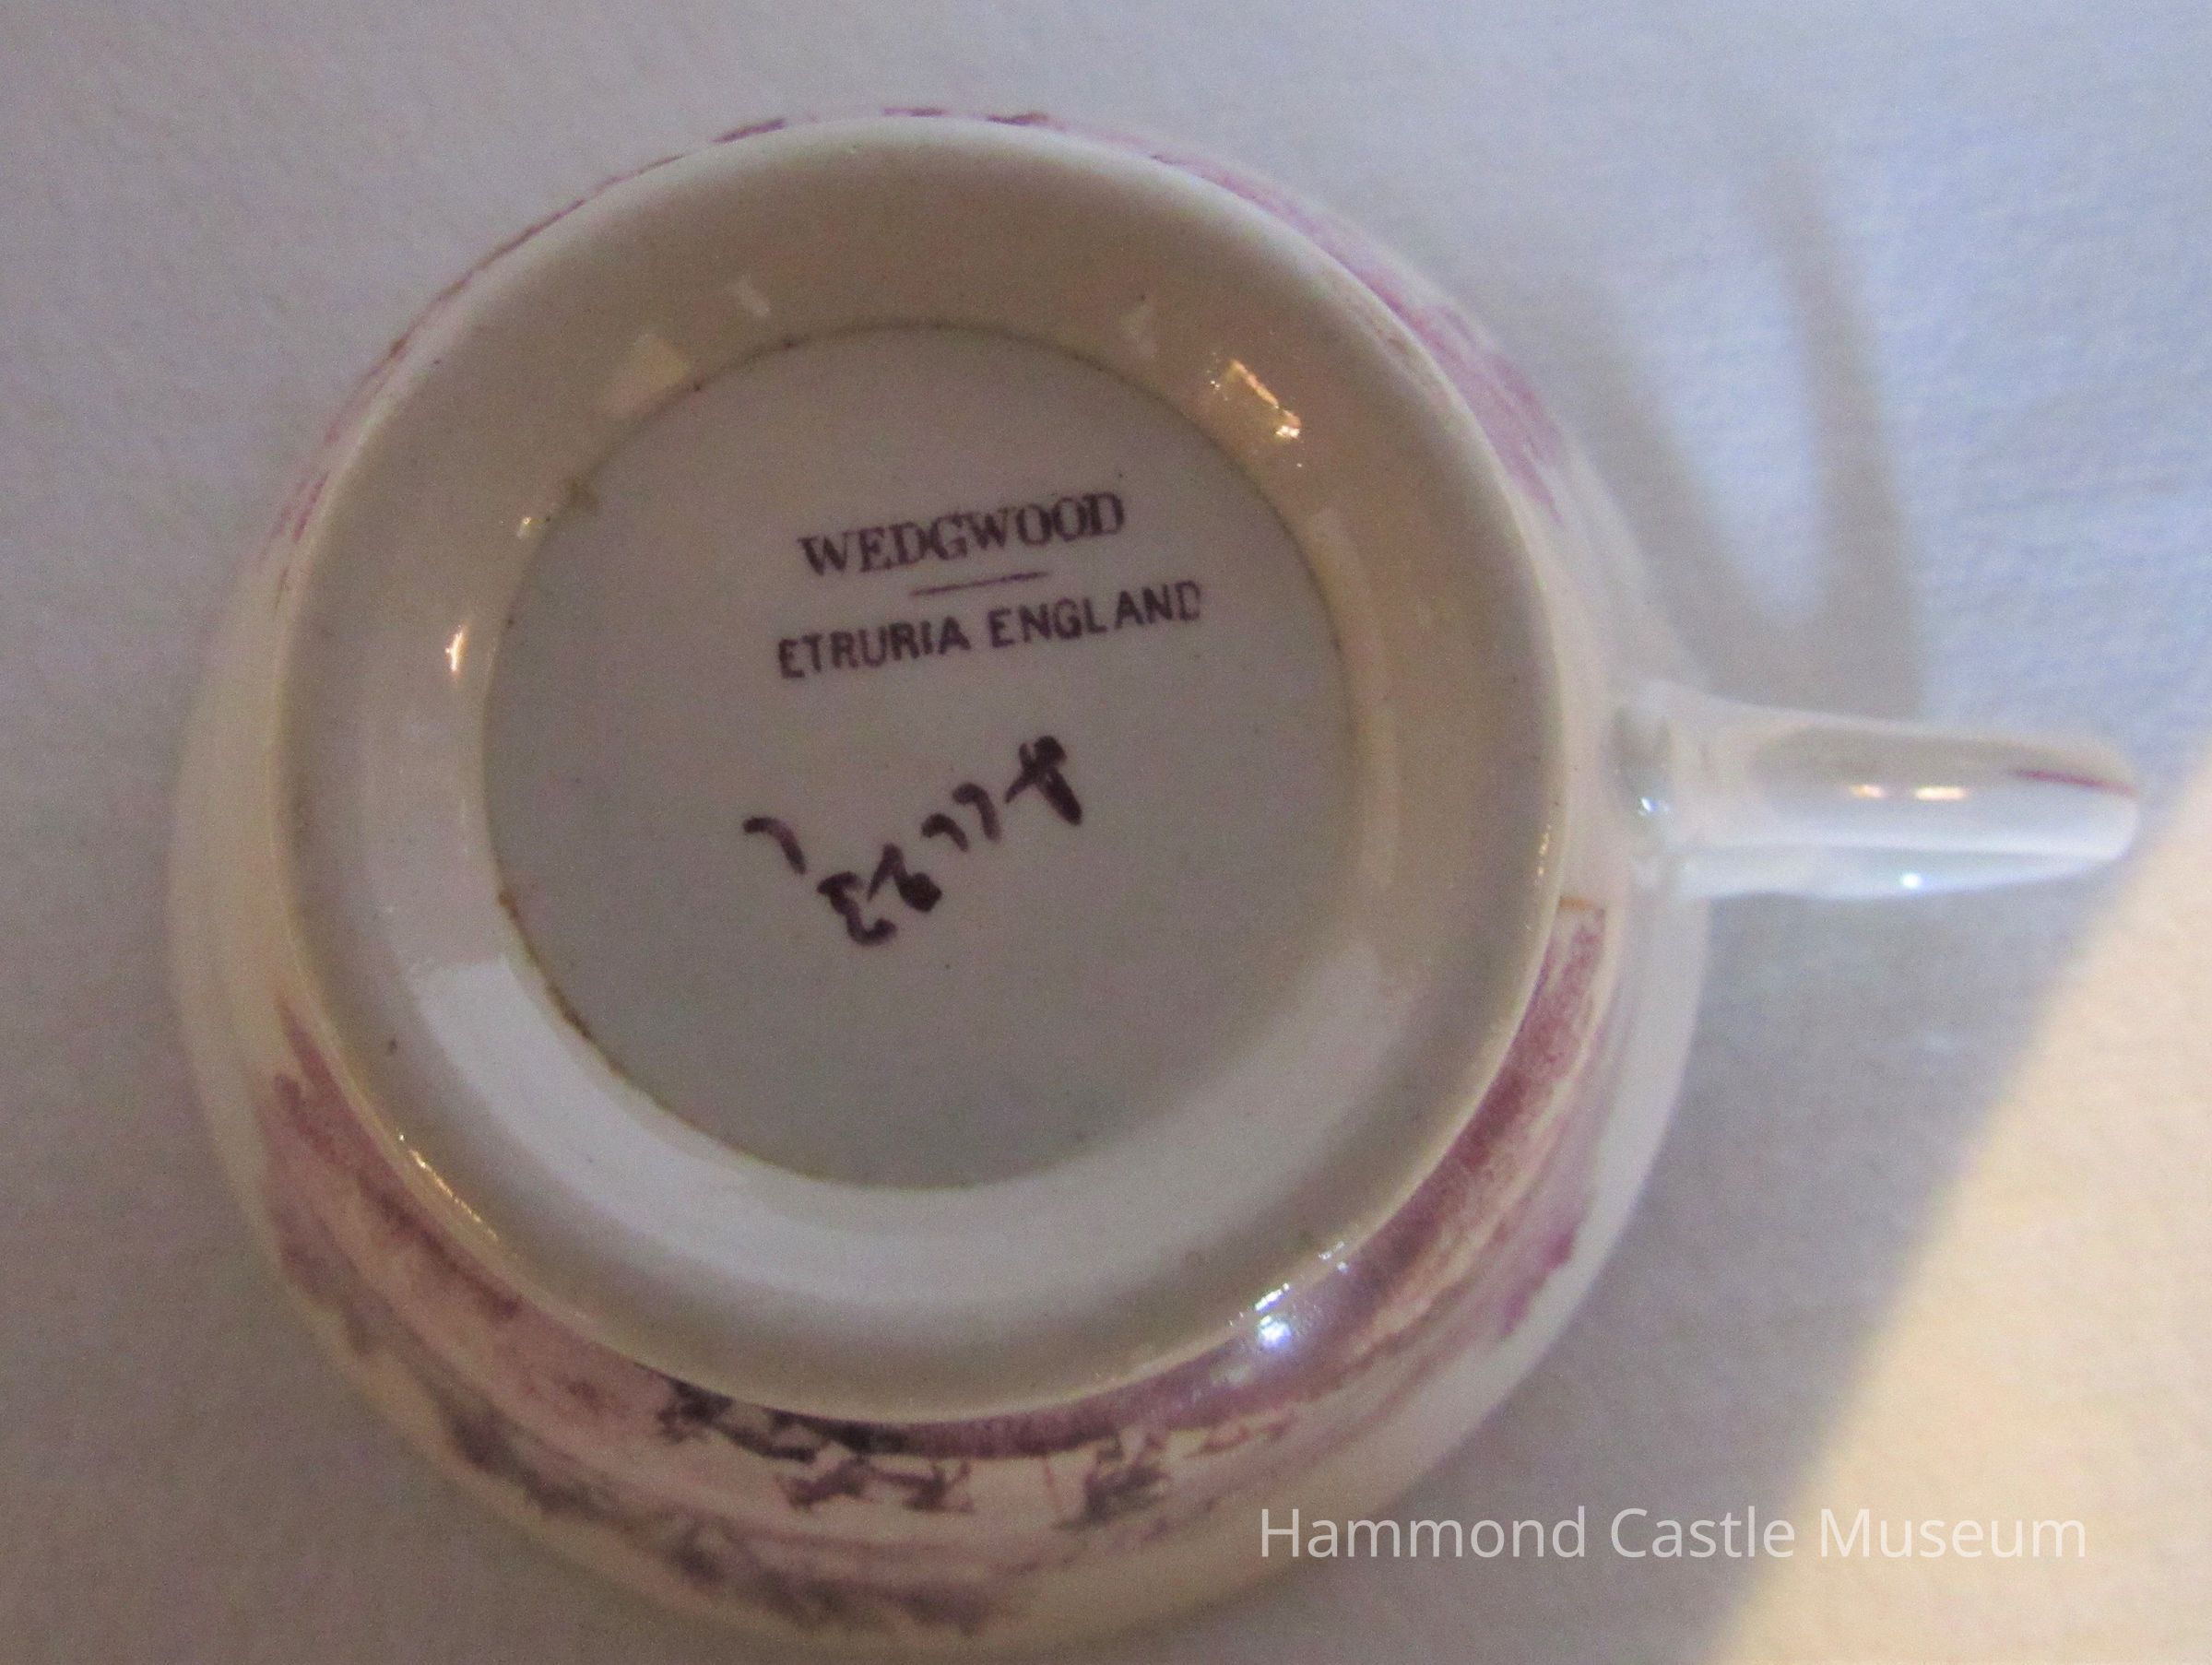 WEDGWOOD
ETRURIA ENGLAND
Hammond Castle Museum